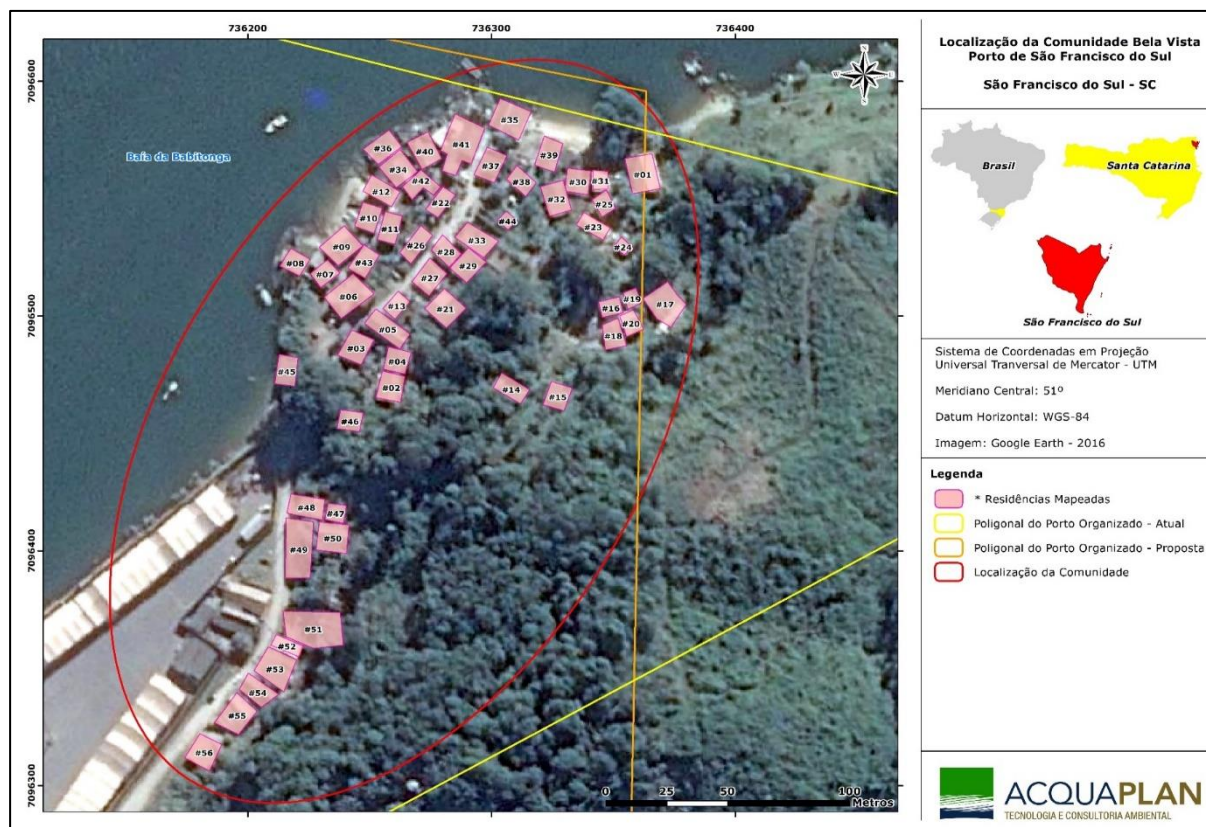 736200
736300
736400
7096600
7096500
7096400
7096300
Baía da Babitonga
#35
#36
#40
#41
#39
#34
#37
#01
#42
#38
#30
#31
#12
#22
#32
#25
#10
#11
#44
#23
#26
#33
#24
#09
#28
#08
#43
#29
#07
#27
#06
#13
#21
#19
#17
#16
#05
#20
#18
#03
#04
#45
#02
#14
#15
#46
#48
#47
#50
#49
#51
#52
#53
#54
#55
#56
0
25
50
100
Metros
N
W
E
S
Localização da Comunidade Bela Vista
Porto de São Francisco do Sul
São Francisco do Sul - SC
Brasil
Santa Catarina
São Francisco do Sul
Sistema de Coordenadas em Projeção
Universal Tranversal de Mercator - UTM
Meridiano Central: 51º
Datum Horizontal: WGS-84
Imagem: Google Earth - 2016
Legenda
* Residências Mapeadas
Poligonal do Porto Organizado - Atual
Poligonal do Porto Organizado - Proposta
Localização da Comunidade
ACQUAPLAN
TECNOLOGIA E CONSULTORIA AMBIENTAL